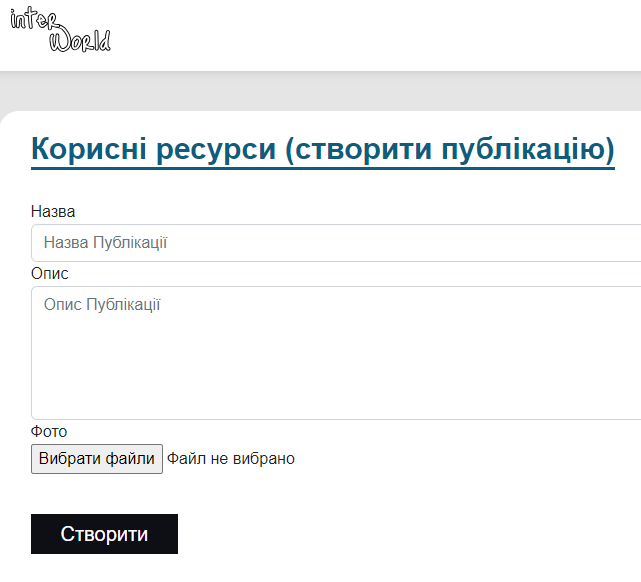 inter
World
Корисні ресурси (створити публікацію)
Назва
Назва Публікації
Опис
Опис Публікації
Фото
Вибрати файли Файл не вибрано
Створити